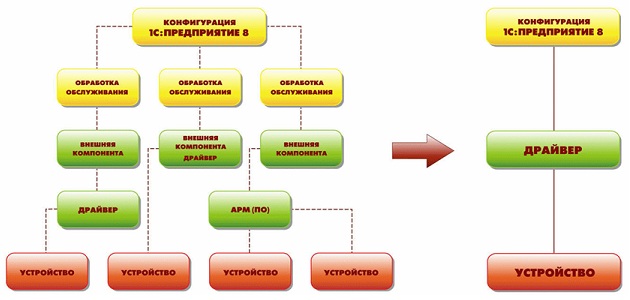 КОНФИГУРАЦИЯ
1С:ПРЕДПРИЯТИЕ 8
ОБРАБОТКА
ОБСЛУЖИВАНИЯ
ОБРАБОТКА
ОБСЛУЖИВАНИЯ
ОБРАБОТКА
ОБСЛУЖИВАНИЯ
ВНЕШНЯЯ
КОМПОНЕНТА
ВНЕШНЯЯ
КОМПОНЕНТА
ДРАЙВЕР
ВНЕШНЯЯ
КОМПОНЕНТА
ДРАЙВЕР
АРМ (ПО)
УСТРОЙСТВО
УСТРОЙСТВО
УСТРОЙСТВО
УСТРОЙСТВО
КОНФИГУРАЦИЯ
1С:ПРЕДПРИЯТИЕ 8
ДРАЙВЕР
УСТРОЙСТВО